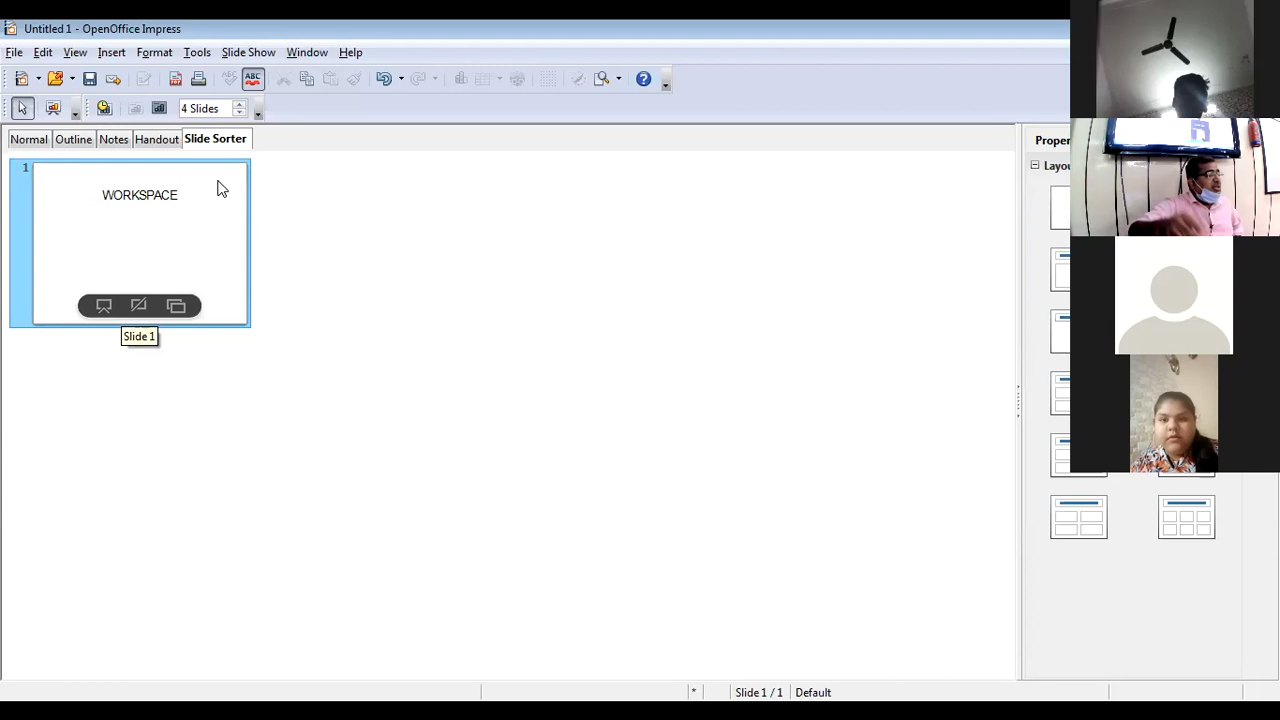 Untitled 1 - OpenOffice Impress
File Edit View Insert Format Tools Slide Show Window Help
ABC
4 Slides
Normal Outline Notes Handout Slide Sorter
Proper
Layou
1
WORKSPACE
Slide 1
* Slide 1 / 1 Default